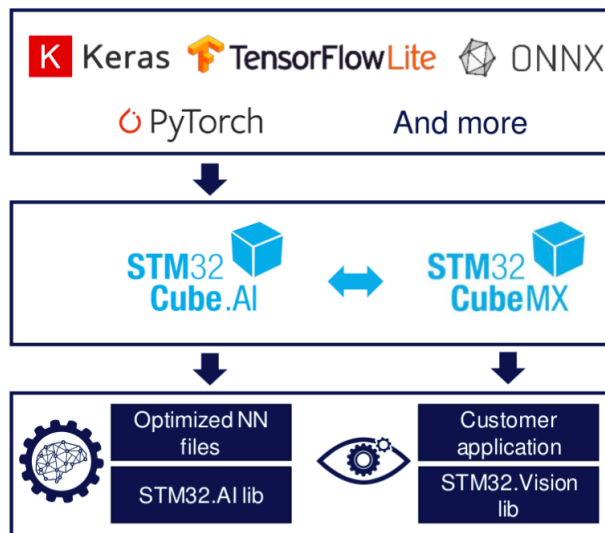 K Keras TensorFlowLite ONNX
PyTorch And more
STM32
Cube.AI
STM32
CubeMX
Optimized NN
files
STM32.AI lib
Customer
application
STM32.Vision
lib